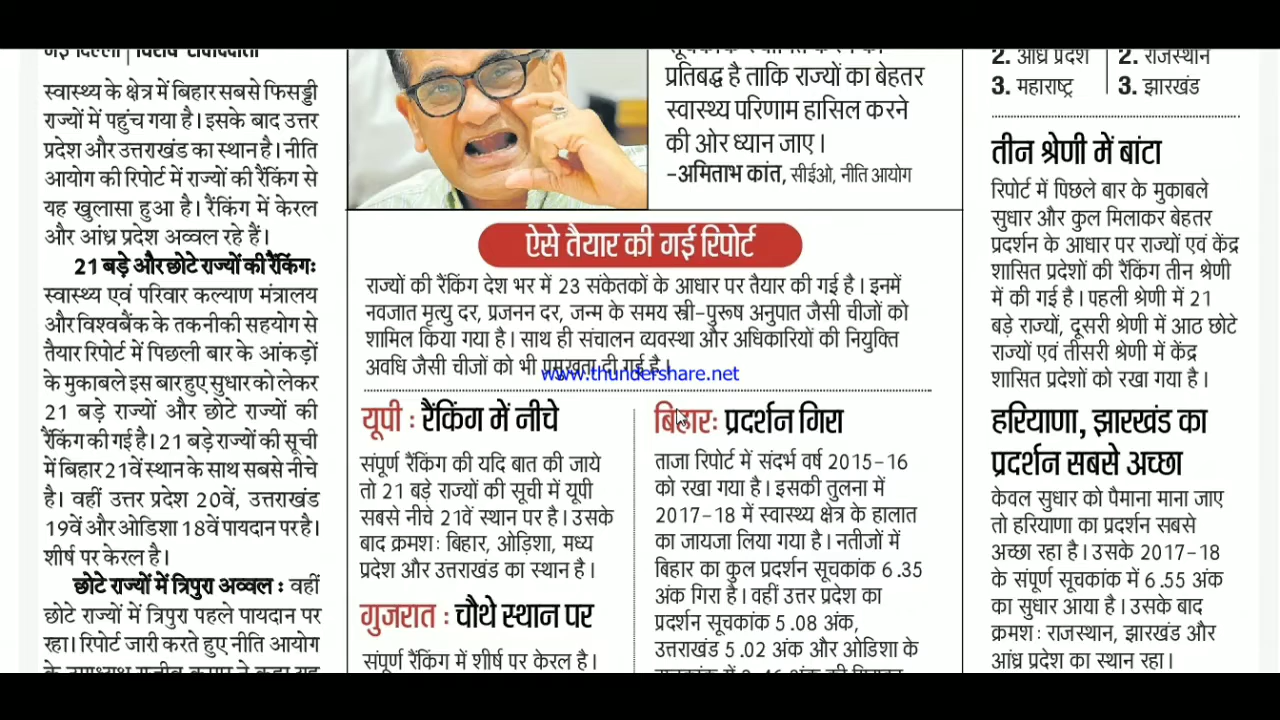 नई दिल्ली | विशेष संवाददाता
स्वास्थ्य के क्षेत्र में बिहार सबसे फिसड्डी
राज्यों में पहुंच गया है। इसके बाद उत्तर
प्रदेश और उत्तराखंड का स्थान है। नीति
आयोग की रिपोर्ट में राज्यों की रैंकिंग से
यह खुलासा हुआ है। रैंकिंग में केरल
और आंध्र प्रदेश अव्वल रहे हैं।
21 बड़े और छोटे राज्यों की रैंकिंग:
स्वास्थ्य एवं परिवार कल्याण मंत्रालय
और विश्वबैंक के तकनीकी सहयोग से
तैयार रिपोर्ट में पिछली बार के आंकड़ों
के मुकाबले इस बार हुए सुधार को लेकर
21 बड़े राज्यों और छोटे राज्यों की
रैंकिंग की गई है। 21 बड़े राज्यों की सूची
में बिहार 21वें स्थान के साथ सबसे नीचे
है। वहीं उत्तर प्रदेश 20वें, उत्तराखंड
19वें और ओडिशा 18वें पायदान पर है।
शीर्ष पर केरल है।
छोटे राज्यों में त्रिपुरा अव्वल : वहीं
छोटे राज्यों में त्रिपुरा पहले पायदान पर
रहा। रिपोर्ट जारी करते हुए नीति आयोग
प्रतिबद्ध है ताकि राज्यों का बेहतर
स्वास्थ्य परिणाम हासिल करने
की ओर ध्यान जाए।
-अमिताभ कांत, सीईओ, नीति आयोग
ऐसे तैयार की गई रिपोर्ट
राज्यों की रैंकिंग देश भर में 23 संकेतकों के आधार पर तैयार की गई है। इनमें
नवजात मृत्यु दर, प्रजनन दर, जन्म के समय स्त्री-पुरूष अनुपात जैसी चीजों को
शामिल किया गया है। साथ ही संचालन व्यवस्था और अधिकारियों की नियुक्ति
अवधि जैसी चीजों को भी प्रमुखता दी गई है।
www.thundershare.net
यूपी : रैंकिंग में नीचे
संपूर्ण रैंकिंग की यदि बात की जाये
तो 21 बड़े राज्यों की सूची में यूपी
सबसे नीचे 21वें स्थान पर है। उसके
बाद क्रमशः बिहार, ओड़िशा, मध्य
प्रदेश और उत्तराखंड का स्थान है।
गुजरात : चौथे स्थान पर
संपूर्ण रैंकिंग में शीर्ष पर केरल है।
बिहारः प्रदर्शन गिरा
ताजा रिपोर्ट में संदर्भ वर्ष 2015-16
को रखा गया है। इसकी तुलना में
2017-18 में स्वास्थ्य क्षेत्र के हालात
का जायजा लिया गया है। नतीजों में
बिहार का कुल प्रदर्शन सूचकांक 6.35
अंक गिरा है। वहीं उत्तर प्रदेश का
प्रदर्शन सूचकांक 5.08 अंक,
उत्तराखंड 5.02 अंक और ओडिशा के
2. आंध्र प्रदेश | 2. राजस्थान
3. महाराष्ट्र | 3. झारखंड
तीन श्रेणी में बांटा
रिपोर्ट में पिछले बार के मुकाबले
सुधार और कुल मिलाकर बेहतर
प्रदर्शन के आधार पर राज्यों एवं केंद्र
शासित प्रदेशों की रैंकिंग तीन श्रेणी
में की गई है। पहली श्रेणी में 21
बड़े राज्यों, दूसरी श्रेणी में आठ छोटे
राज्यों एवं तीसरी श्रेणी में केंद्र
शासित प्रदेशों को रखा गया है।
हरियाणा, झारखंड का
प्रदर्शन सबसे अच्छा
केवल सुधार को पैमाना माना जाए
तो हरियाणा का प्रदर्शन सबसे
अच्छा रहा है। उसके 2017-18
के संपूर्ण सूचकांक में 6.55 अंक
का सुधार आया है। उसके बाद
क्रमशः राजस्थान, झारखंड और
आंध्र प्रदेश का स्थान रहा।